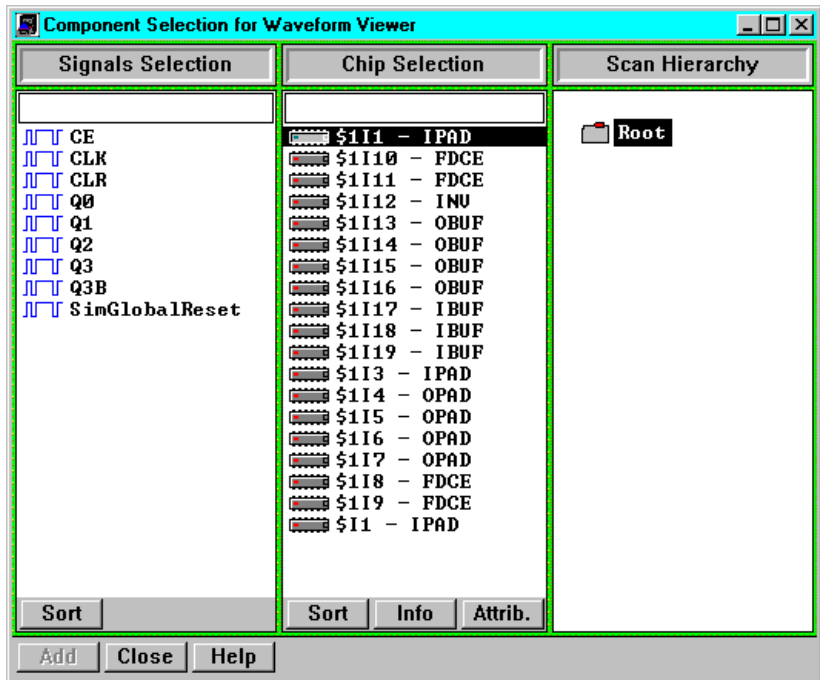 Component Selection for Waveform Viewer
Signals Selection
CE
CLK
CLR
Q0
Q1
Q2
Q3
Q3B
SimGlobalReset
Sort
Chip Selection
$1I1 - IPAD
$1I10 - FDCE
$1I11 - FDCE
$1I12 - INV
$1I13 - OBUF
$1I14 - OBUF
$1I15 - OBUF
$1I16 - OBUF
$1I17 - IBUF
$1I18 - IBUF
$1I19 - IBUF
$1I3 - IPAD
$1I4 - OPAD
$1I5 - OPAD
$1I6 - OPAD
$1I7 - OPAD
$1I8 - FDCE
$1I9 - FDCE
$I1 - IPAD
Sort Info Attrib.
Scan Hierarchy
Root
Add Close Help